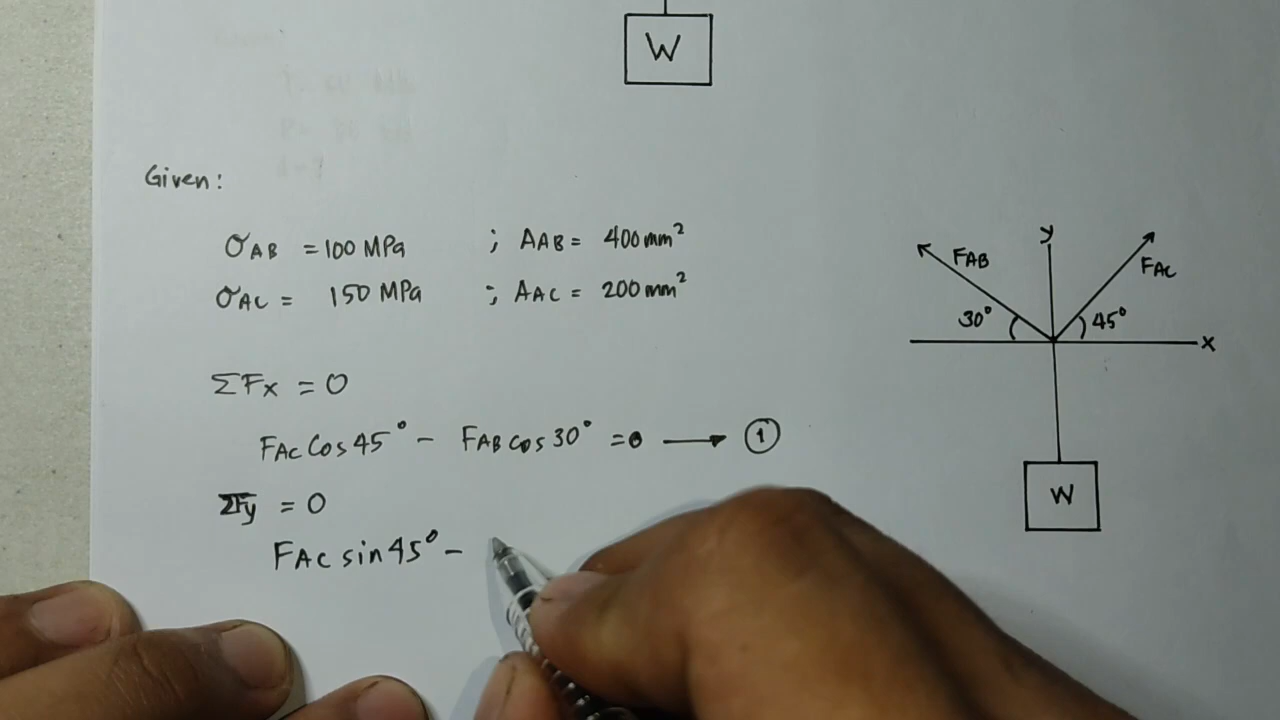 W
Given:
σAB = 100 MPa ; AAB = 400 mm²
σAC = 150 MPa ; AAC = 200 mm²
ΣFx = 0
FAC Cos 45° - FAB cos 30° = 0 → ①
ΣFy = 0
FAC sin 45° -
y
FAB
FAC
30°
45°
x
W